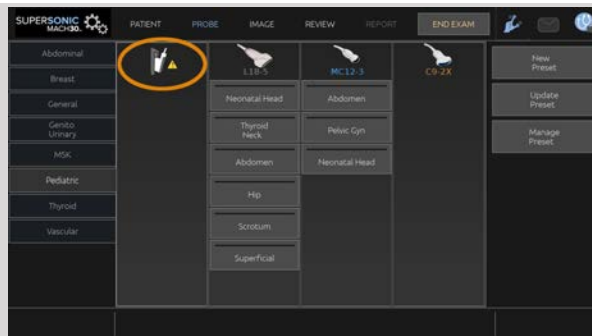 SUPERSONIC
MACH30.
PATIENT
PROBE
IMAGE
REVIEW
REPORT
END EXAM
Abdominal
Breast
General
Genito
Urinary
MSK
Pediatric
Thyroid
Vascular
L18-5
MC12-3
C9-2X
Neonatal Head
Thyroid
Neck
Abdomen
Hip
Scrotum
Superficial
Abdomen
Pelvic Gyn
Neonatal Head
New
Preset
Update
Preset
Manage
Preset